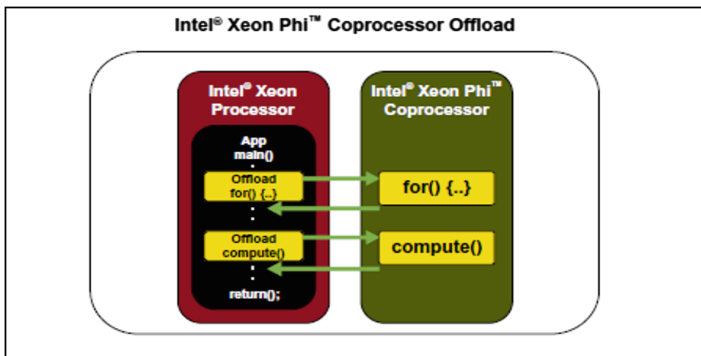 Intel® Xeon Phi™ Coprocessor Offload
Intel® Xeon
Processor
App
main()
Offload
for() {..}
Offload
compute()
return();
Intel® Xeon Phi™
Coprocessor
for() {..}
compute()